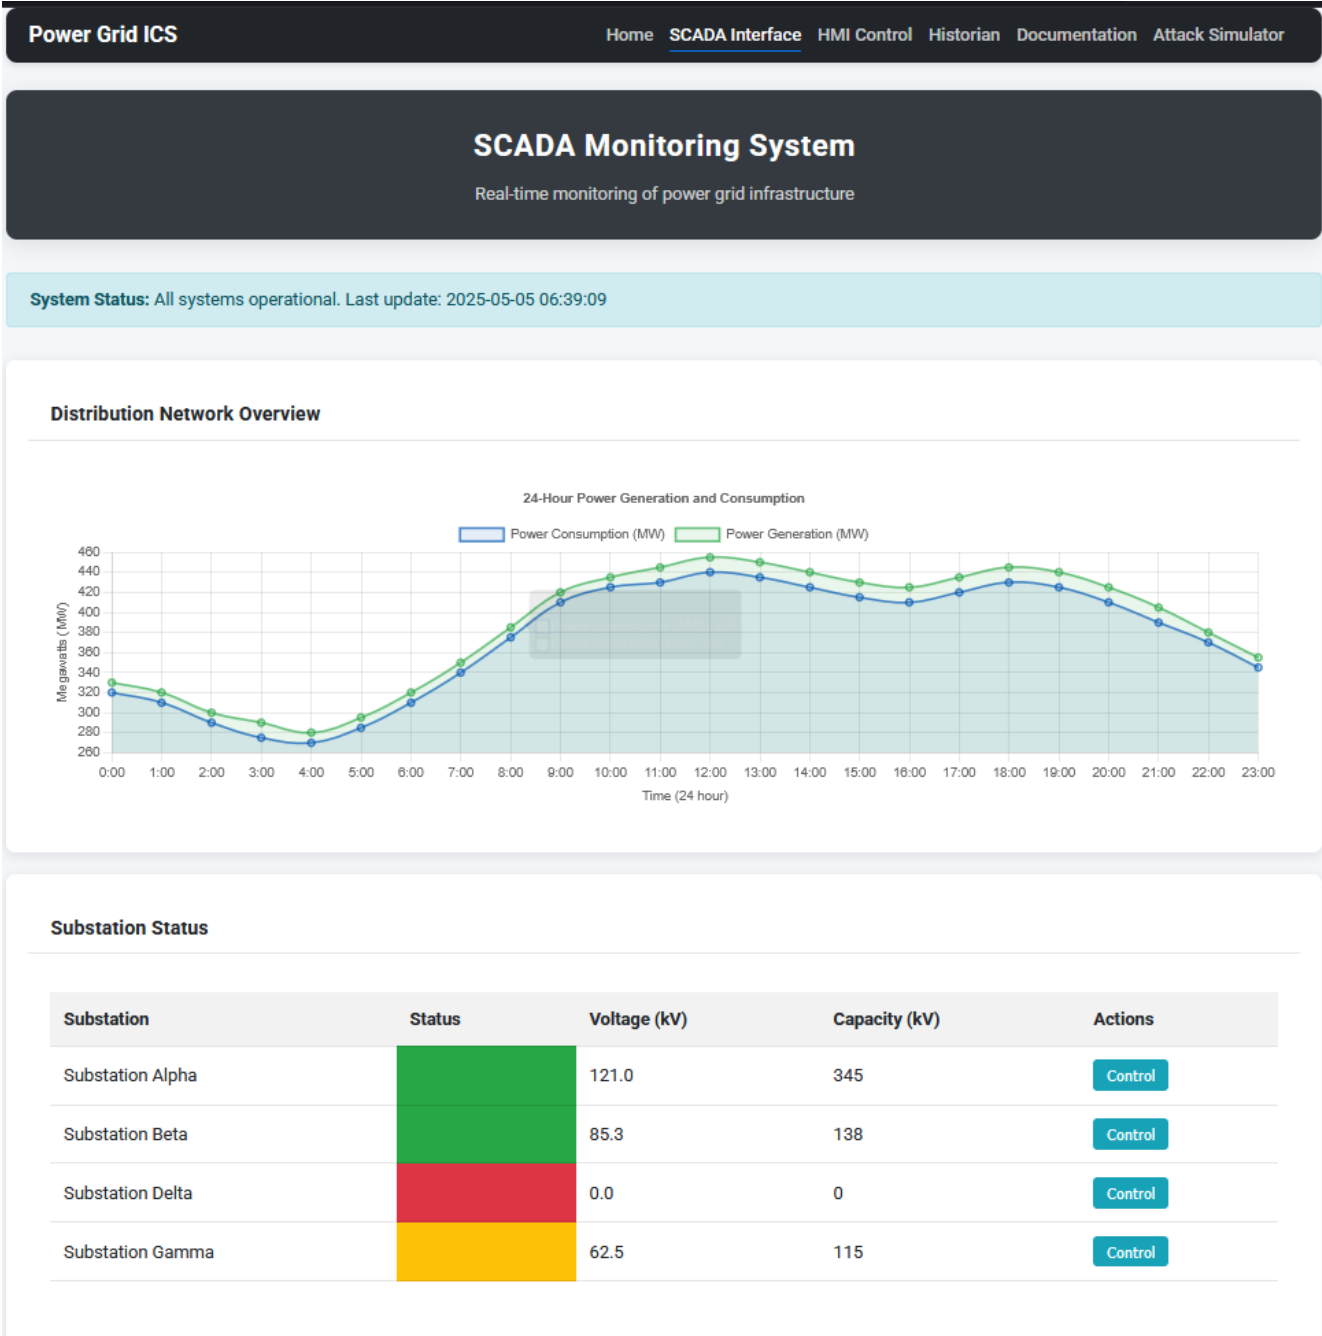 Power Grid ICS
Home SCADA Interface HMI Control Historian Documentation Attack Simulator
SCADA Monitoring System
Real-time monitoring of power grid infrastructure
System Status: All systems operational. Last update: 2025-05-05 06:39:09
Distribution Network Overview
24-Hour Power Generation and Consumption
Power Consumption (MW) Power Generation (MW)
Megawatts (MW)
460
440
420
400
380
360
340
320
300
280
260
0:00 1:00 2:00 3:00 4:00 5:00 6:00 7:00 8:00 9:00 10:00 11:00 12:00 13:00 14:00 15:00 16:00 17:00 18:00 19:00 20:00 21:00 22:00 23:00
Time (24 hour)
Substation Status
Substation Status Voltage (kV) Capacity (kV) Actions
Substation Alpha 121.0 345 Control
Substation Beta 85.3 138 Control
Substation Delta 0.0 0 Control
Substation Gamma 62.5 115 Control